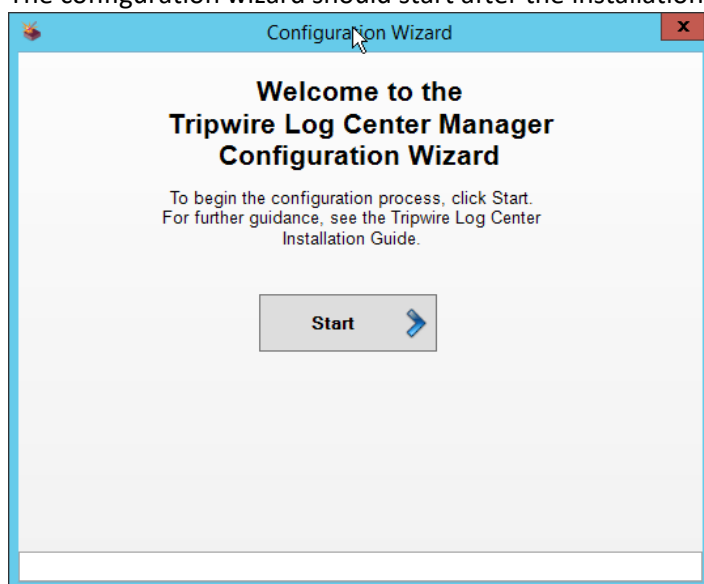 The configuration wizard should start after the installation
Configuration Wizard
x
Welcome to the
Tripwire Log Center Manager
Configuration Wizard
To begin the configuration process, click Start.
For further guidance, see the Tripwire Log Center
Installation Guide.
Start